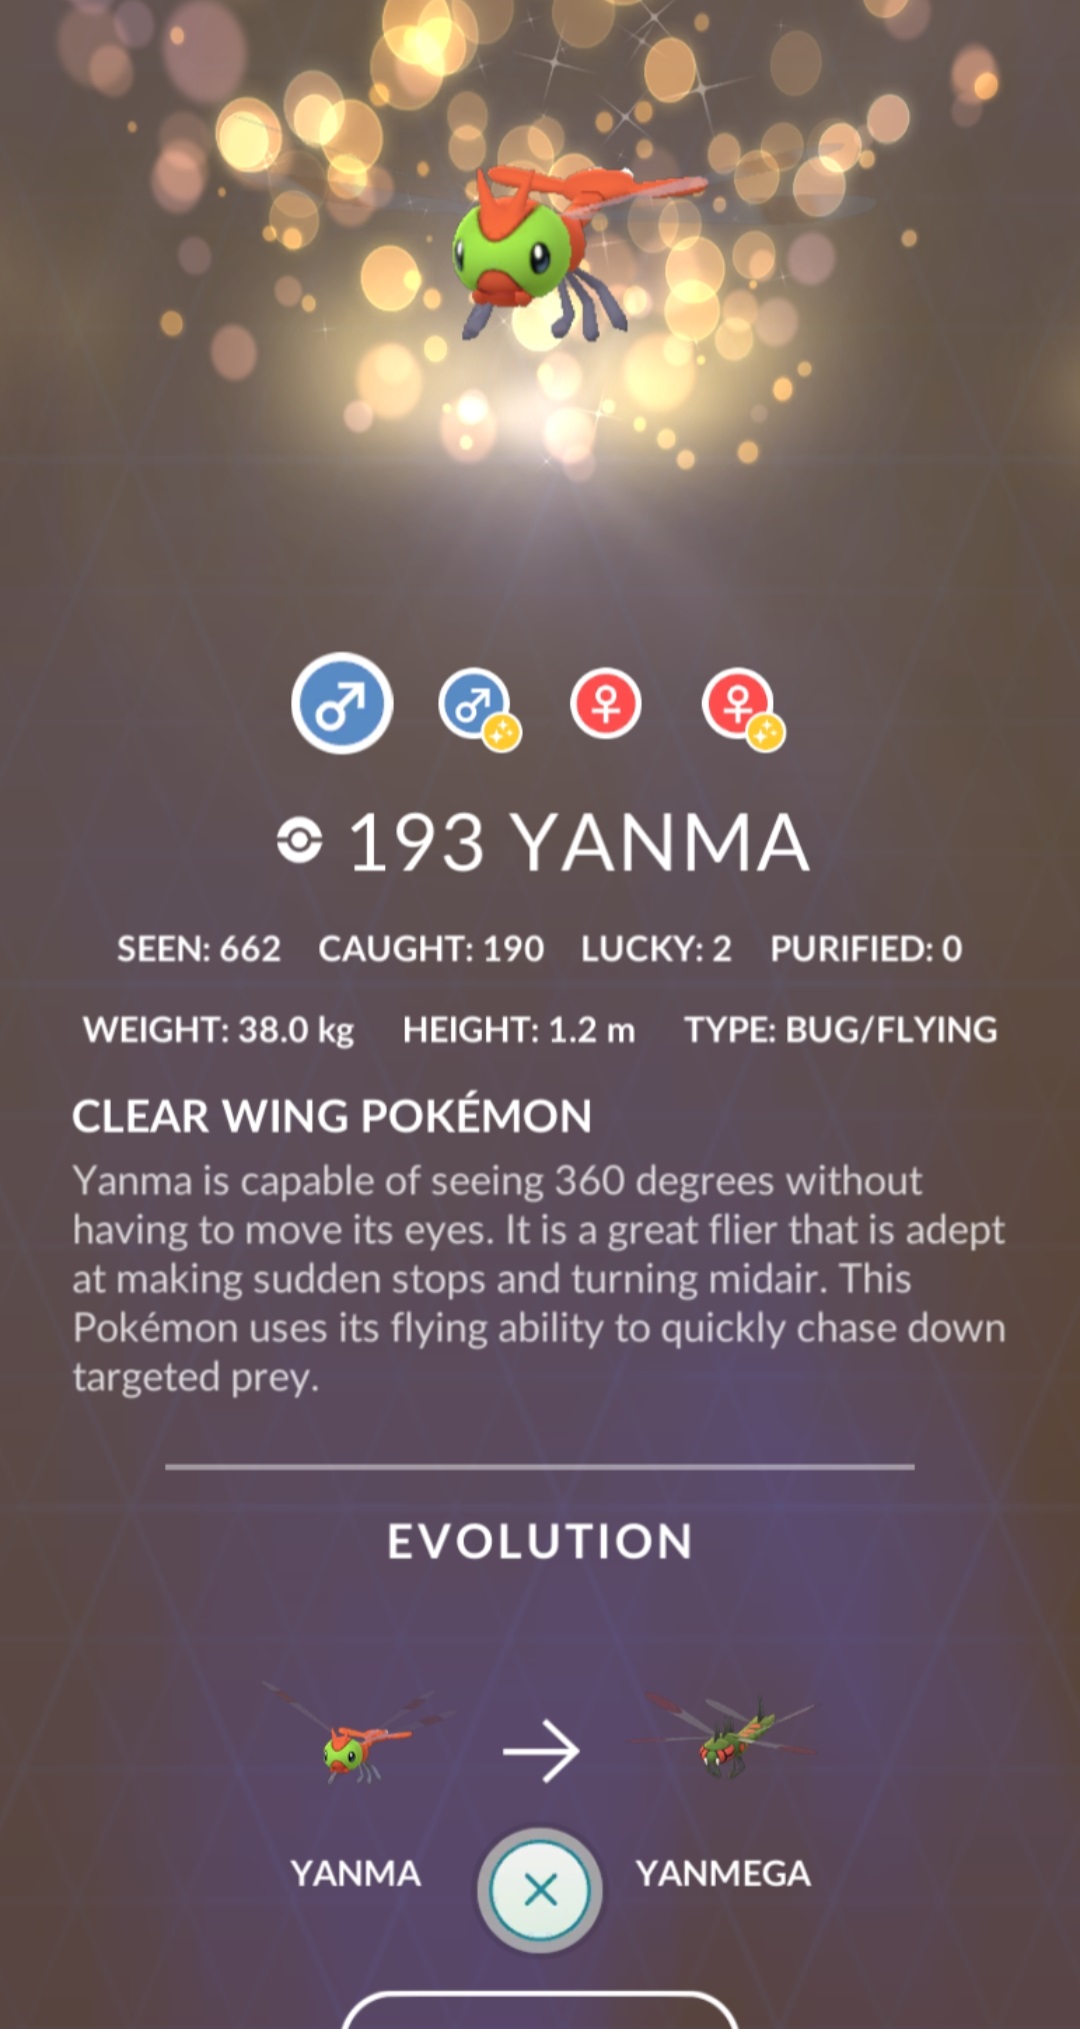 193 YANMA
SEEN: 662 CAUGHT: 190 LUCKY: 2 PURIFIED: 0
WEIGHT: 38.0 kg HEIGHT: 1.2 m TYPE: BUG/FLYING
CLEAR WING POKÉMON
Yanma is capable of seeing 360 degrees without
having to move its eyes. It is a great flier that is adept
at making sudden stops and turning midair. This
Pokémon uses its flying ability to quickly chase down
targeted prey.
EVOLUTION
YANMA YANMEGA